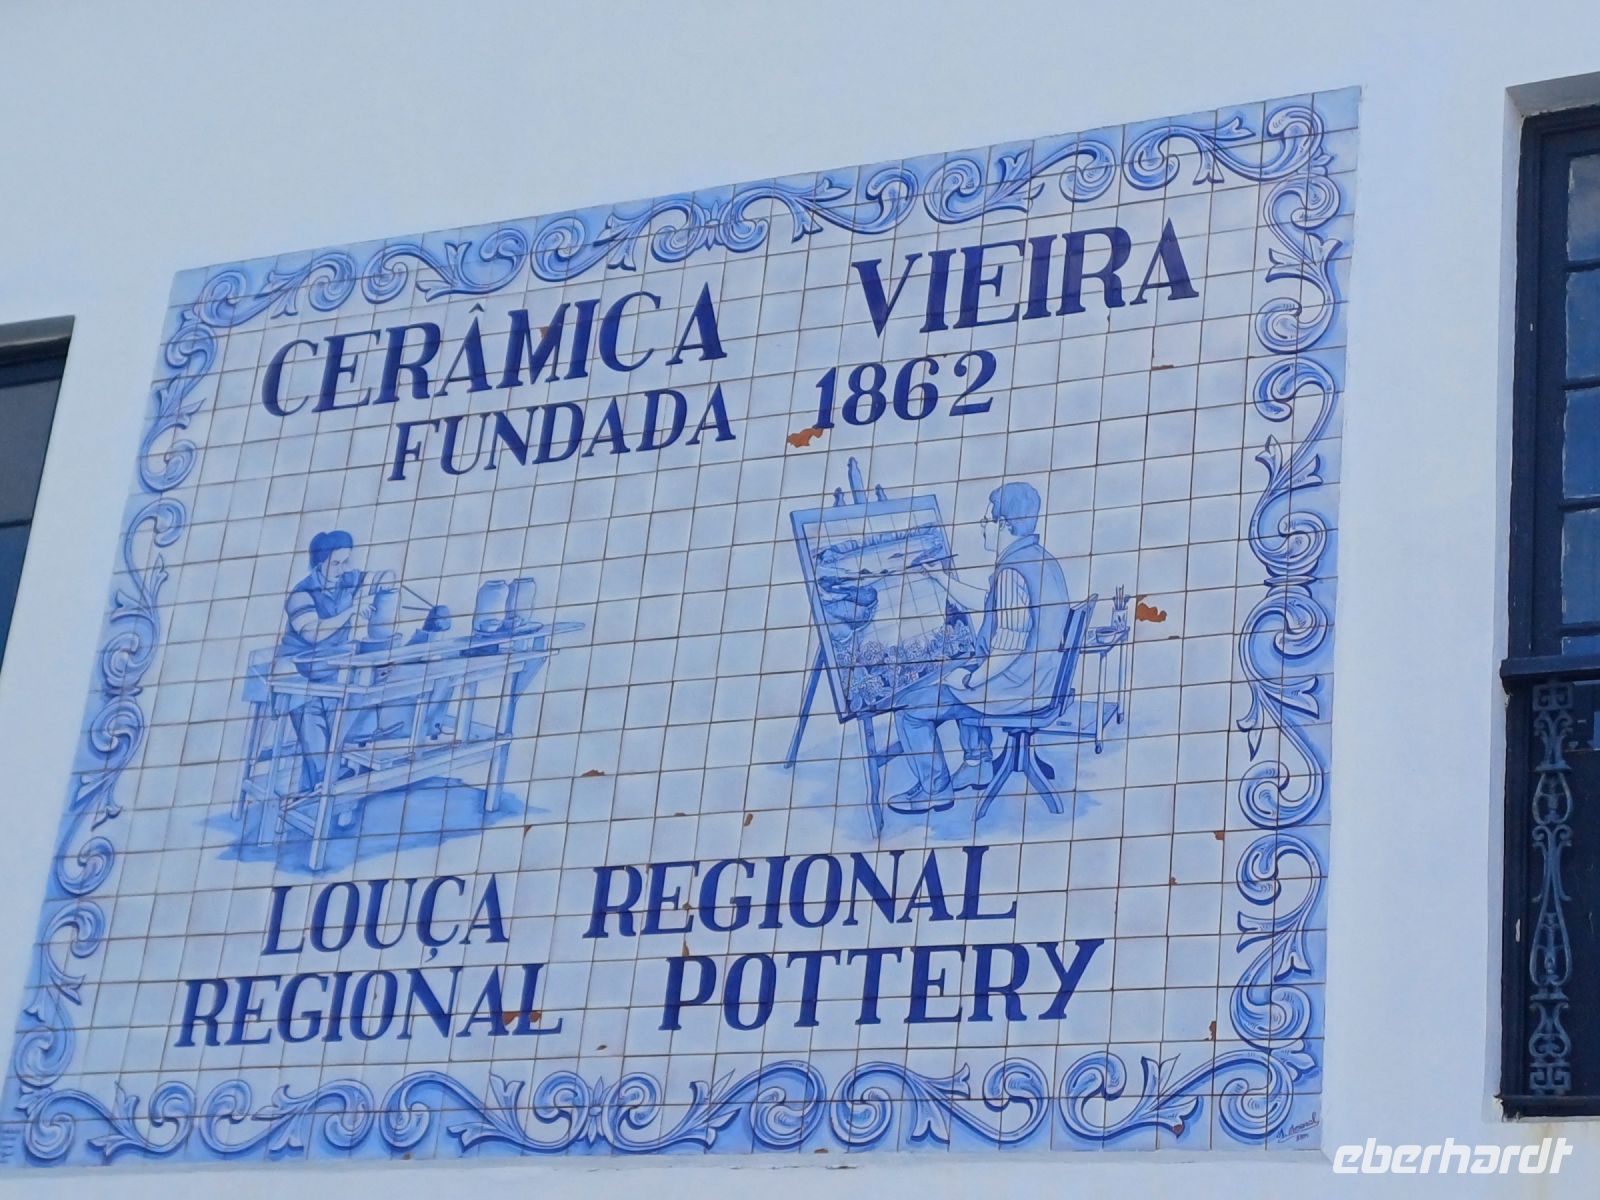 CERÂMICA VIEIRA
FUNDADA 1862
LOUÇA REGIONAL
REGIONAL POTTERY
eberhardt